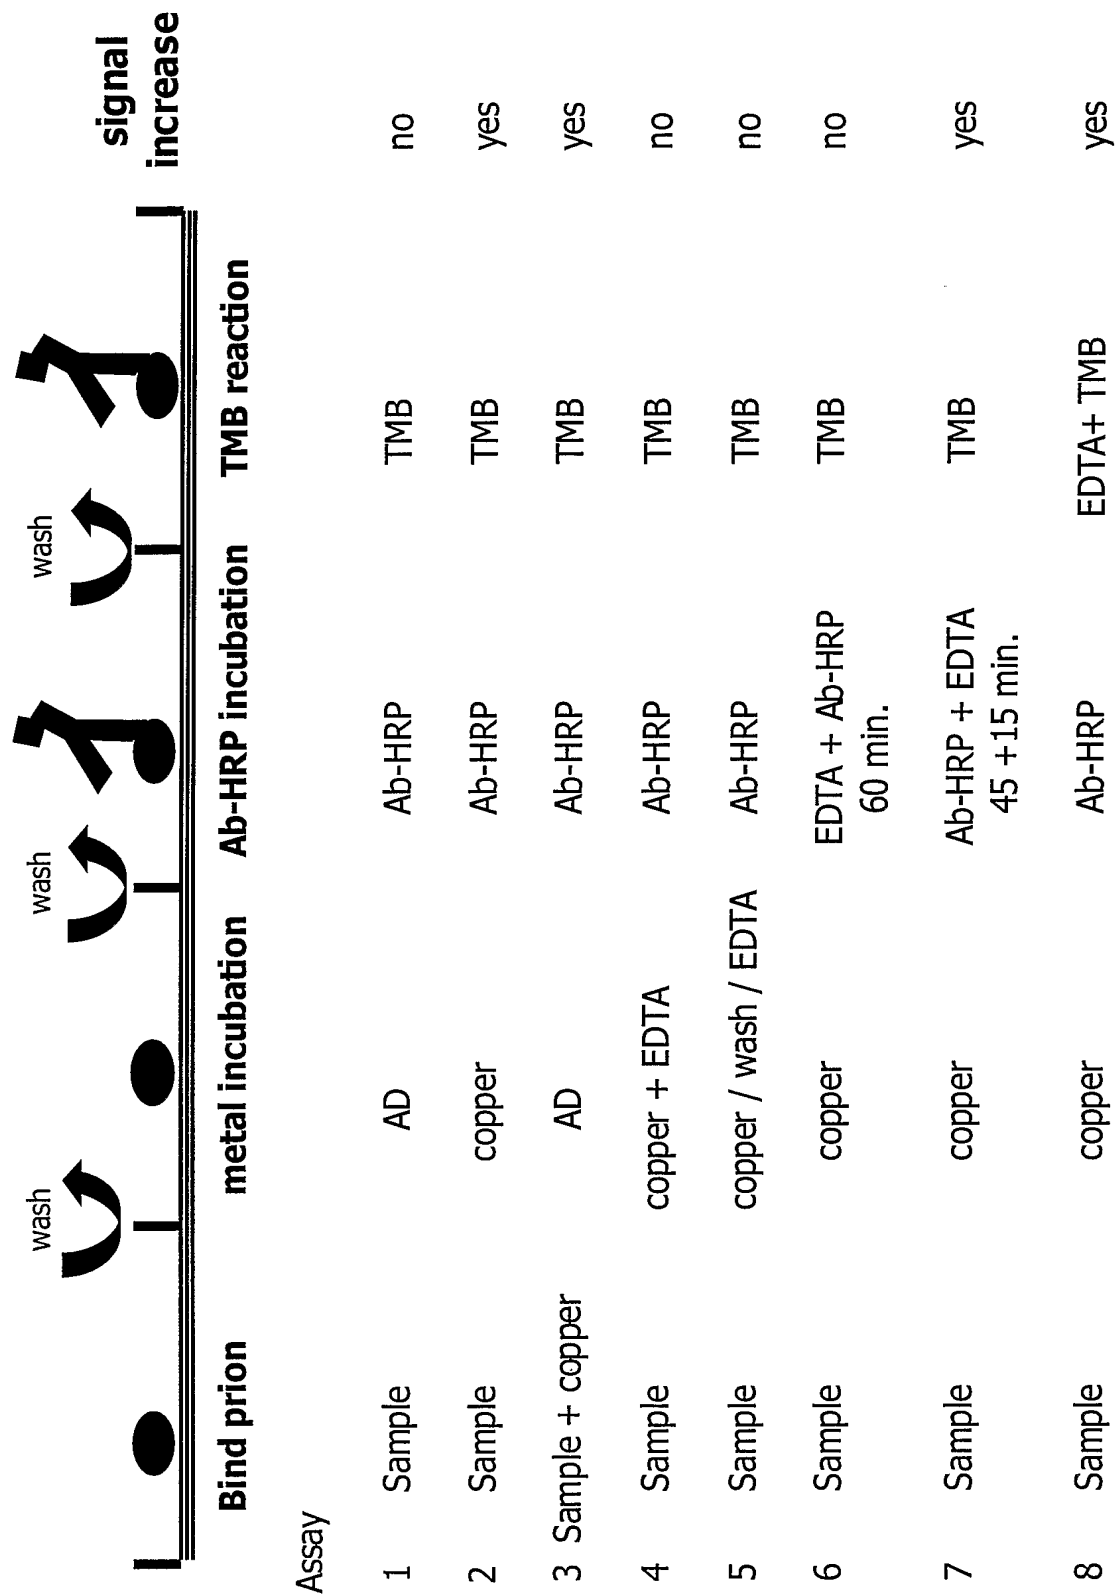 wash
wash
wash
signal
increase
Bind prion metal incubation Ab-HRP incubation TMB reaction
Assay
1 Sample AD Ab-HRP TMB no
2 Sample copper Ab-HRP TMB yes
3 Sample + copper AD Ab-HRP TMB yes
4 Sample copper + EDTA Ab-HRP TMB no
5 Sample copper / wash / EDTA Ab-HRP TMB no
6 Sample copper EDTA + Ab-HRP TMB no
60 min.
7 Sample copper Ab-HRP + EDTA TMB yes
45 +15 min.
8 Sample copper Ab-HRP EDTA+ TMB yes